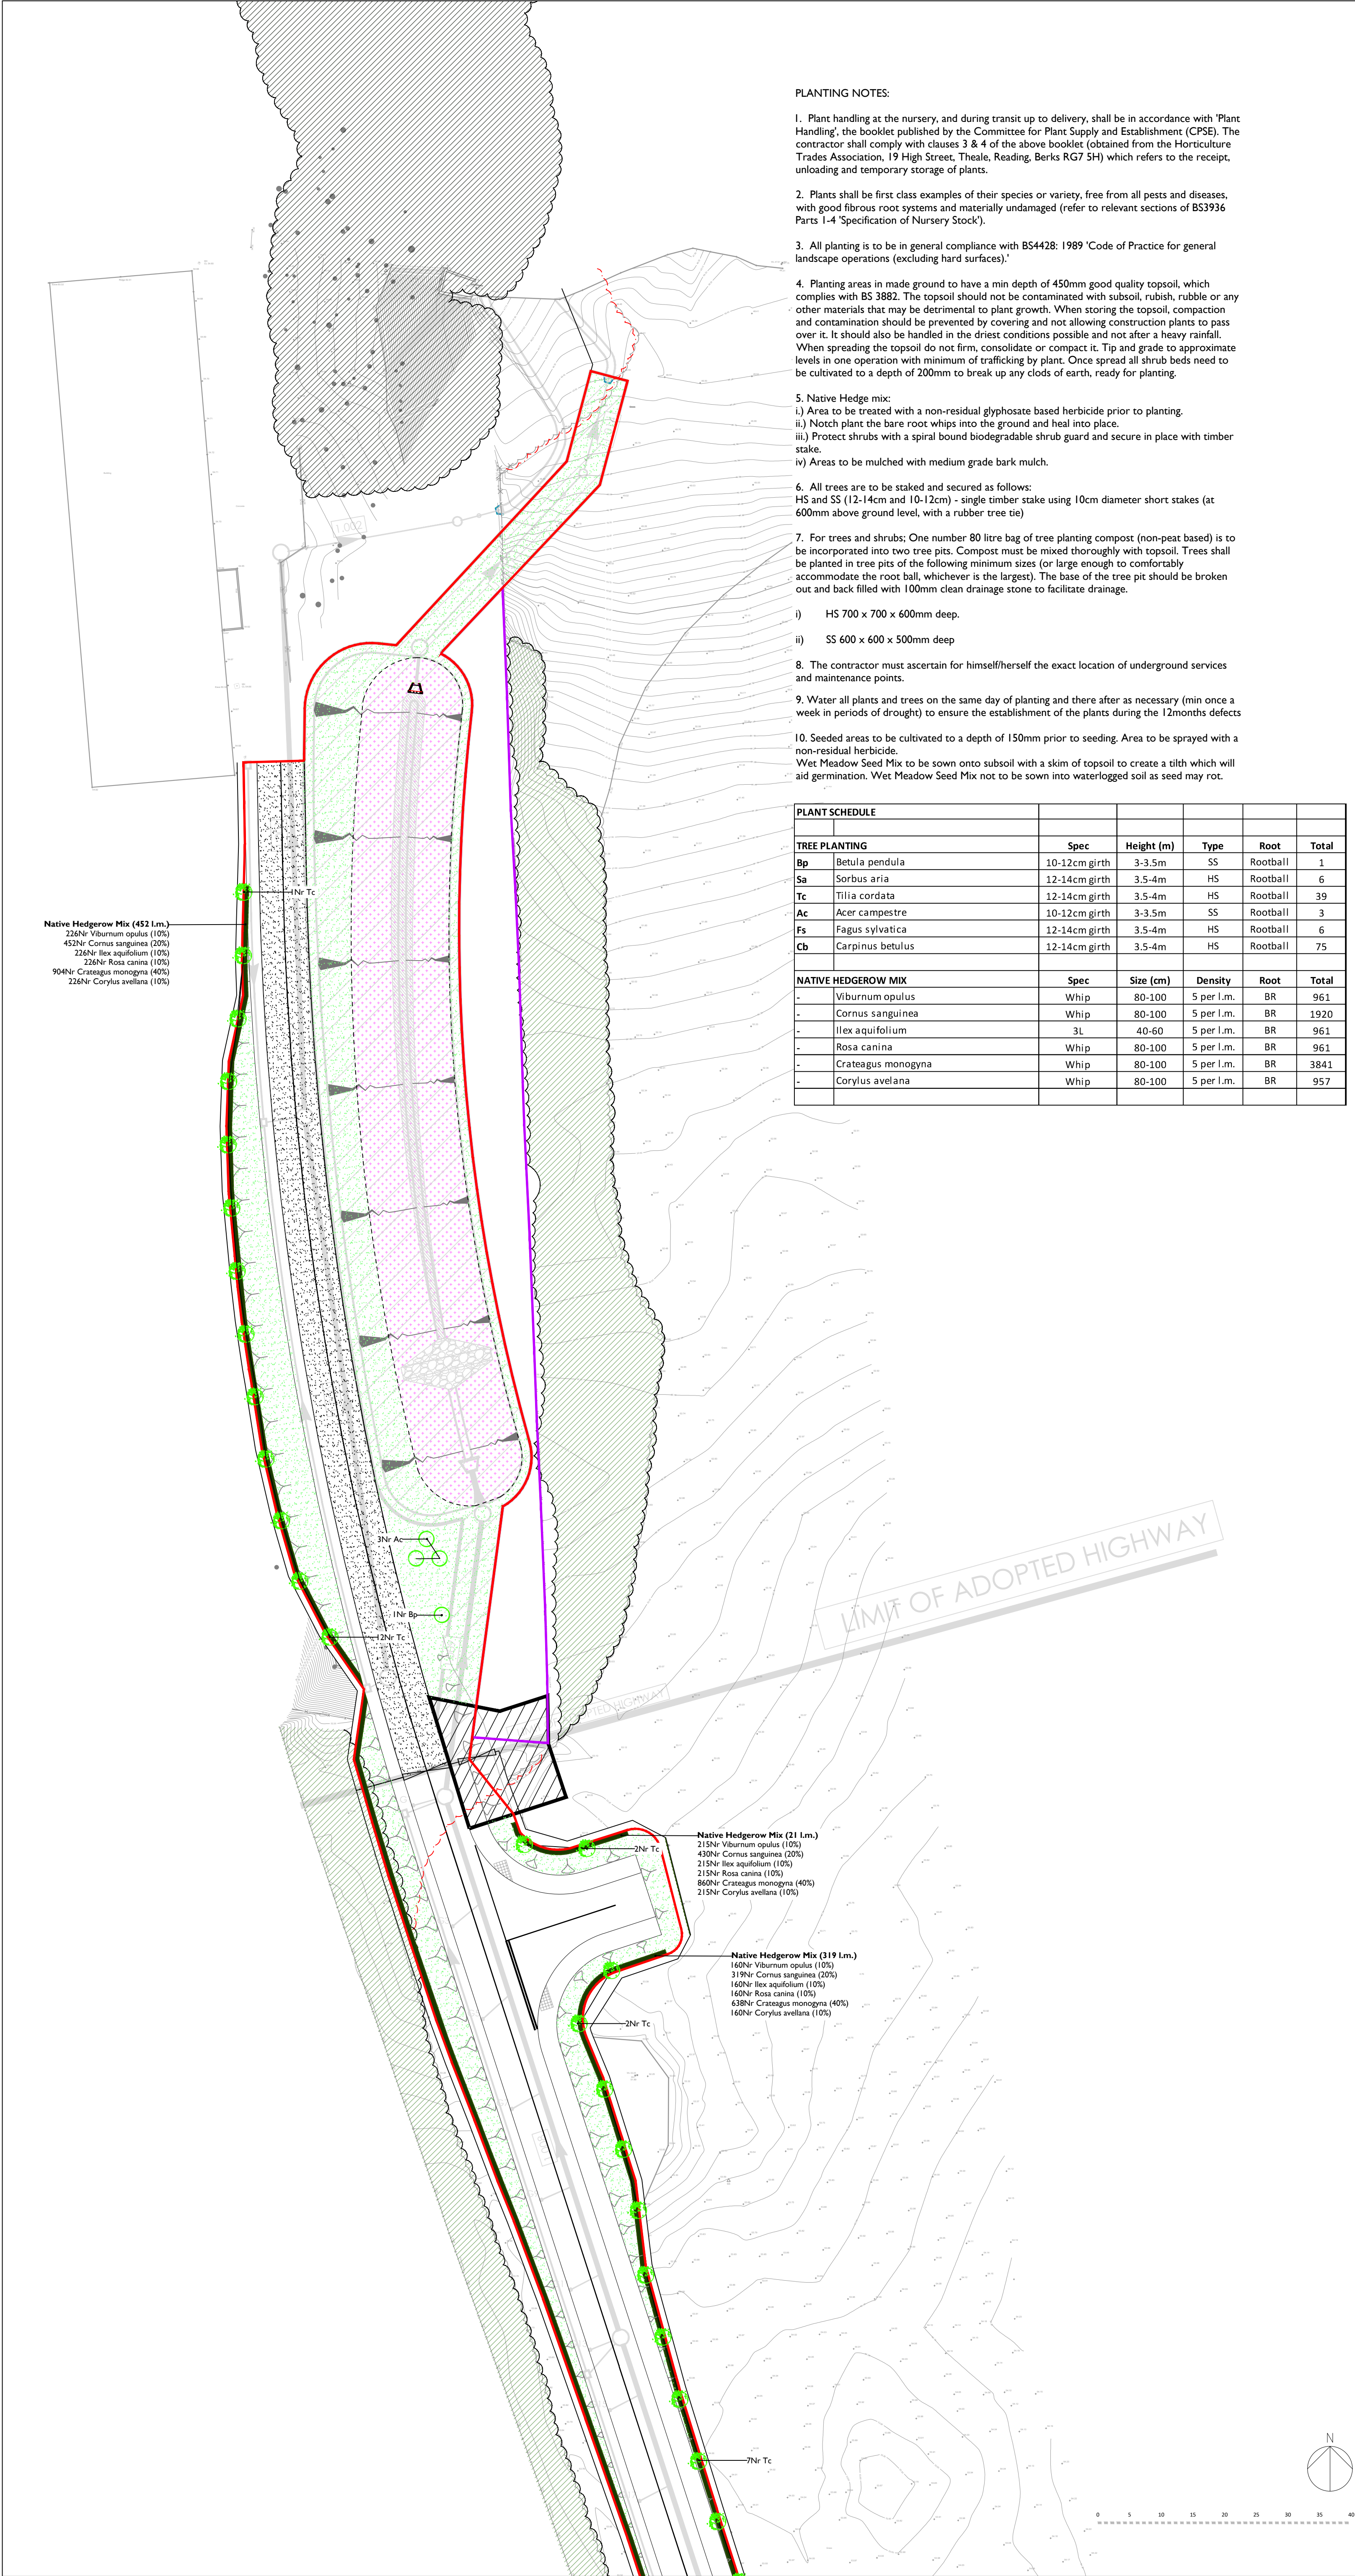 PLANTING NOTES:
1. Plant handling at the nursery, and during transit up to delivery, shall be in accordance with 'Plant
Handling', the booklet published by the Committee for Plant Supply and Establishment (CPSE). The
contractor shall comply with clauses 3 & 4 of the above booklet (obtained from the Horticulture
Trades Association, 19 High Street, Theale, Reading, Berks RG7 5H) which refers to the receipt,
unloading and temporary storage of plants.
2. Plants shall be first class examples of their species or variety, free from all pests and diseases,
with good fibrous root systems and materially undamaged (refer to relevant sections of BS3936
Parts 1-4 'Specification of Nursery Stock').
3. All planting is to be in general compliance with BS4428: 1989 'Code of Practice for general
landscape operations (excluding hard surfaces).'
4. Planting areas in made ground to have a min depth of 450mm good quality topsoil, which
complies with BS 3882. The topsoil should not be contaminated with subsoil, rubish, rubble or any
other materials that may be detrimental to plant growth. When storing the topsoil, compaction
and contamination should be prevented by covering and not allowing construction plants to pass
over it. It should also be handled in the driest conditions possible and not after a heavy rainfall.
When spreading the topsoil do not firm, consolidate or compact it. Tip and grade to approximate
levels in one operation with minimum of trafficking by plant. Once spread all shrub beds need to
be cultivated to a depth of 200mm to break up any clods of earth, ready for planting.
5. Native Hedge mix:
i.) Area to be treated with a non-residual glyphosate based herbicide prior to planting.
ii.) Notch plant the bare root whips into the ground and heal into place.
iii.) Protect shrubs with a spiral bound biodegradable shrub guard and secure in place with timber
stake.
iv) Areas to be mulched with medium grade bark mulch.
6. All trees are to be staked and secured as follows:
HS and SS (12-14cm and 10-12cm) - single timber stake using 10cm diameter short stakes (at
600mm above ground level, with a rubber tree tie)
7. For trees and shrubs; One number 80 litre bag of tree planting compost (non-peat based) is to
be incorporated into two tree pits. Compost must be mixed thoroughly with topsoil. Trees shall
be planted in tree pits of the following minimum sizes (or large enough to comfortably
accommodate the root ball, whichever is the largest). The base of the tree pit should be broken
out and back filled with 100mm clean drainage stone to facilitate drainage.
i) HS 700 x 700 x 600mm deep.
ii) SS 600 x 600 x 500mm deep
8. The contractor must ascertain for himself/herself the exact location of underground services
and maintenance points.
9. Water all plants and trees on the same day of planting and there after as necessary (min once a
week in periods of drought) to ensure the establishment of the plants during the 12months defects
10. Seeded areas to be cultivated to a depth of 150mm prior to seeding. Area to be sprayed with a
non-residual herbicide.
Wet Meadow Seed Mix to be sown onto subsoil with a skim of topsoil to create a tilth which will
aid germination. Wet Meadow Seed Mix not to be sown into waterlogged soil as seed may rot.
PLANT SCHEDULE
TREE PLANTING Spec Height (m) Type Root Total
Bp Betula pendula 10-12cm girth 3-3.5m SS Rootball 1
Sa Sorbus aria 12-14cm girth 3.5-4m HS Rootball 6
Tc Tilia cordata 12-14cm girth 3.5-4m HS Rootball 39
Ac Acer campestre 10-12cm girth 3-3.5m SS Rootball 3
Fs Fagus sylvatica 12-14cm girth 3.5-4m HS Rootball 6
Cb Carpinus betulus 12-14cm girth 3.5-4m HS Rootball 75
NATIVE HEDGEROW MIX Spec Size (cm) Density Root Total
- Viburnum opulus Whip 80-100 5 per l.m. BR 961
- Cornus sanguinea Whip 80-100 5 per l.m. BR 1920
- Ilex aquifolium 3L 40-60 5 per l.m. BR 961
- Rosa canina Whip 80-100 5 per l.m. BR 961
- Crateagus monogyna Whip 80-100 5 per l.m. BR 3841
- Corylus avelana Whip 80-100 5 per l.m. BR 957
1.002
1Nr Tc
Native Hedgerow Mix (452 l.m.)
226Nr Viburum opulus (10%)
452Nr Cornus sanguinea (20%)
226Nr Ilex aquifolium (10%)
226Nr Rosa canina (10%)
904Nr Crateagus monogyna (40%)
226Nr Corylus avellana (10%)
3Nr Ac
1Nr Bp
12Nr Tc
LIMIT OF ADOPTED HIGHWAY
PTED HIGHWAY
Native Hedgerow Mix (21 l.m.)
215Nr Viburum opulus (10%)
430Nr Cornus sanguinea (20%)
215Nr Ilex aquifolium (10%)
215Nr Rosa canina (10%)
860Nr Crateagus monogyna (40%)
215Nr Corylus avellana (10%)
2Nr Tc
Native Hedgerow Mix (319 l.m.)
160Nr Viburum opulus (10%)
319Nr Cornus sanguinea (20%)
160Nr Ilex aquifolium (10%)
160Nr Rosa canina (10%)
638Nr Crateagus monogyna (40%)
160Nr Corylus avellana (10%)
2Nr Tc
7Nr Tc
N
0 5 10 15 20 25 30 35 40